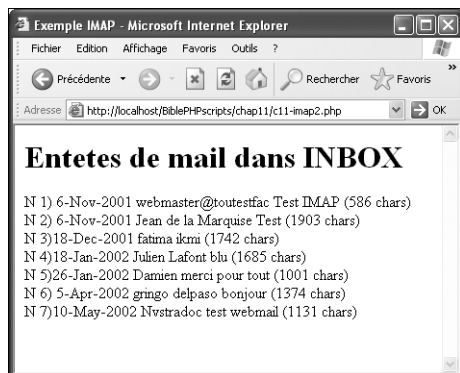 Exemple IMAP - Microsoft Internet Explorer
Fichier Edition Affichage Favoris Outils ?
Précédente Rechercher Favoris »
Adresse http://localhost/BiblePHPscripts/chap11/c11-imap2.php OK
Entetes de mail dans INBOX
N 1) 6-Nov-2001 webmaster@toutestfac Test IMAP (586 chars)
N 2) 6-Nov-2001 Jean de la Marquise Test (1903 chars)
N 3)18-Dec-2001 fatima ikmi (1742 chars)
N 4)18-Jan-2002 Julien Lafont blu (1685 chars)
N 5)26-Jan-2002 Damien merci pour tout (1001 chars)
N 6) 5-Apr-2002 gringo delpaso bonjour (1374 chars)
N 7)10-May-2002 Nvstradoc test webmail (1131 chars)